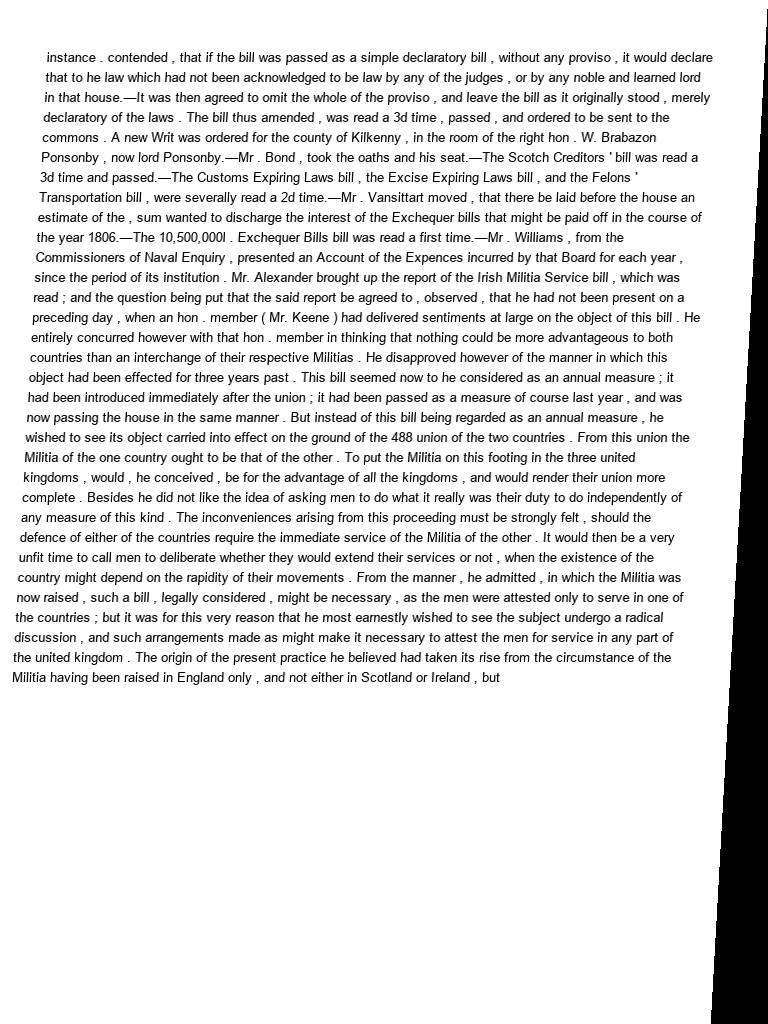 instance . contended , that if the bill was passed as a simple declaratory bill , without any proviso , it would declare
that to he law which had not been acknowledged to be law by any of the judges , or by any noble and learned lord
in that house.—It was then agreed to omit the whole of the proviso , and leave the bill as it originally stood , merely
declaratory of the laws . The bill thus amended , was read a 3d time , passed , and ordered to be sent to the
commons . A new Writ was ordered for the county of Kilkenny , in the room of the right hon . W. Brabazon
Ponsonby , now lord Ponsonby.—Mr . Bond , took the oaths and his seat.—The Scotch Creditors ' bill was read a
3d time and passed.—The Customs Expiring Laws bill , the Excise Expiring Laws bill , and the Felons '
Transportation bill , were severally read a 2d time.—Mr . Vansittart moved , that there be laid before the house an
estimate of the , sum wanted to discharge the interest of the Exchequer bills that might be paid off in the course of
the year 1806.—The 10,500,000l . Exchequer Bills bill was read a first time.—Mr . Williams , from the
Commissioners of Naval Enquiry , presented an Account of the Expences incurred by that Board for each year ,
since the period of its institution . Mr. Alexander brought up the report of the Irish Militia Service bill , which was
read ; and the question being put that the said report be agreed to , observed , that he had not been present on a
preceding day , when an hon . member ( Mr. Keene ) had delivered sentiments at large on the object of this bill . He
entirely concurred however with that hon . member in thinking that nothing could be more advantageous to both
countries than an interchange of their respective Militias . He disapproved however of the manner in which this
object had been effected for three years past . This bill seemed now to he considered as an annual measure ; it
had been introduced immediately after the union ; it had been passed as a measure of course last year , and was
now passing the house in the same manner . But instead of this bill being regarded as an annual measure , he
wished to see its object carried into effect on the ground of the 488 union of the two countries . From this union the
Militia of the one country ought to be that of the other . To put the Militia on this footing in the three united
kingdoms , would , he conceived , be for the advantage of all the kingdoms , and would render their union more
complete . Besides he did not like the idea of asking men to do what it really was their duty to do independently of
any measure of this kind . The inconveniences arising from this proceeding must be strongly felt , should the
defence of either of the countries require the immediate service of the Militia of the other . It would then be a very
unfit time to call men to deliberate whether they would extend their services or not , when the existence of the
country might depend on the rapidity of their movements . From the manner , he admitted , in which the Militia was
now raised , such a bill , legally considered , might be necessary , as the men were attested only to serve in one of
the countries ; but it was for this very reason that he most earnestly wished to see the subject undergo a radical
discussion , and such arrangements made as might make it necessary to attest the men for service in any part of
the united kingdom . The origin of the present practice he believed had taken its rise from the circumstance of the
Militia having been raised in England only , and not either in Scotland or Ireland , but